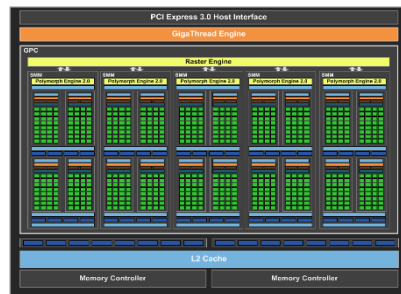 PCI Express 3.0 Host Interface
GigaThread Engine
GPC
Raster Engine
SMM SMM SMM SMM SMM
Polymorph Engine 2.0 Polymorph Engine 2.0 Polymorph Engine 2.0 Polymorph Engine 2.0 Polymorph Engine 2.0
L2 Cache
Memory Controller Memory Controller